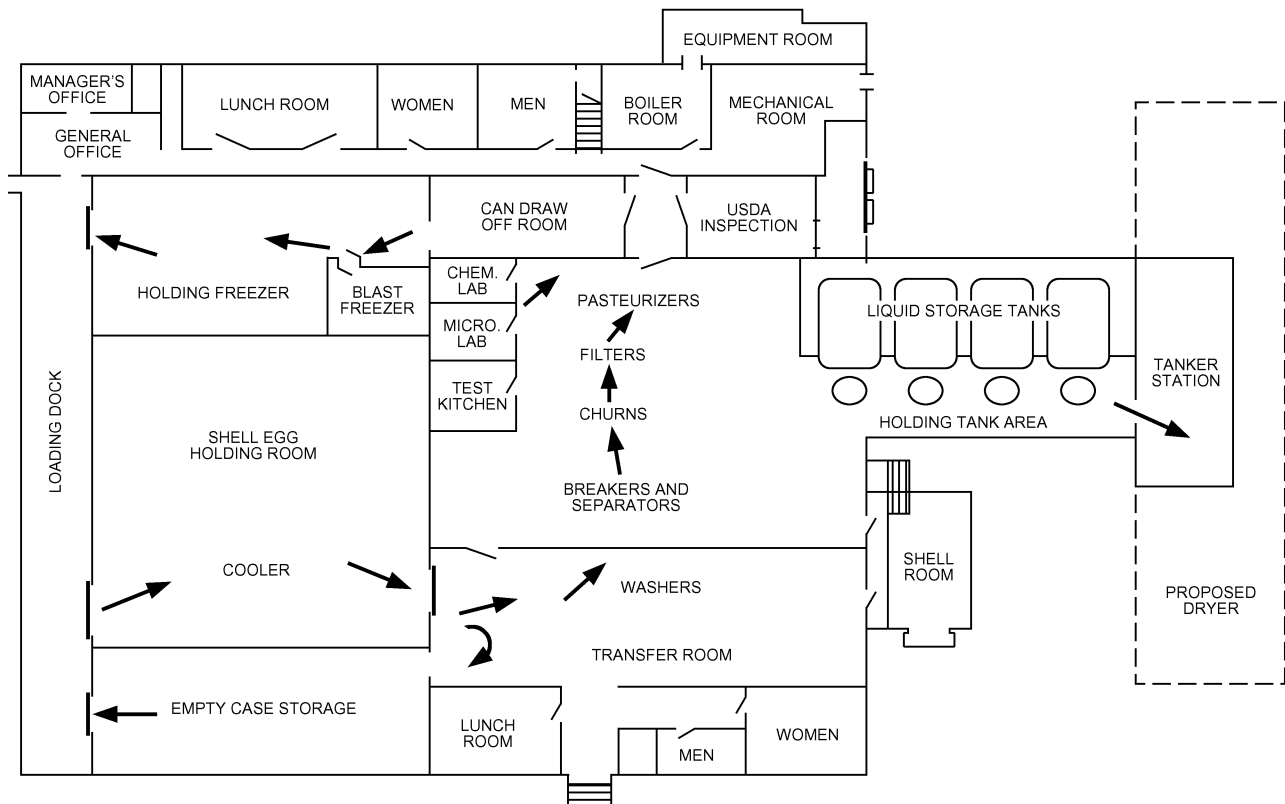 EQUIPMENT ROOM
MANAGER'S
OFFICE
LUNCH ROOM
WOMEN
MEN
BOILER
ROOM
MECHANICAL
ROOM
GENERAL
OFFICE
CAN DRAW
OFF ROOM
USDA
INSPECTION
HOLDING FREEZER
BLAST
FREEZER
CHEM.
LAB
PASTEURIZERS
LIQUID STORAGE TANKS
MICRO.
LAB
FILTERS
TANKER
STATION
TEST
KITCHEN
CHURNS
HOLDING TANK AREA
LOADING DOCK
SHELL EGG
HOLDING ROOM
BREAKERS AND
SEPARATORS
COOLER
WASHERS
SHELL
ROOM
PROPOSED
DRYER
TRANSFER ROOM
EMPTY CASE STORAGE
LUNCH
ROOM
MEN
WOMEN